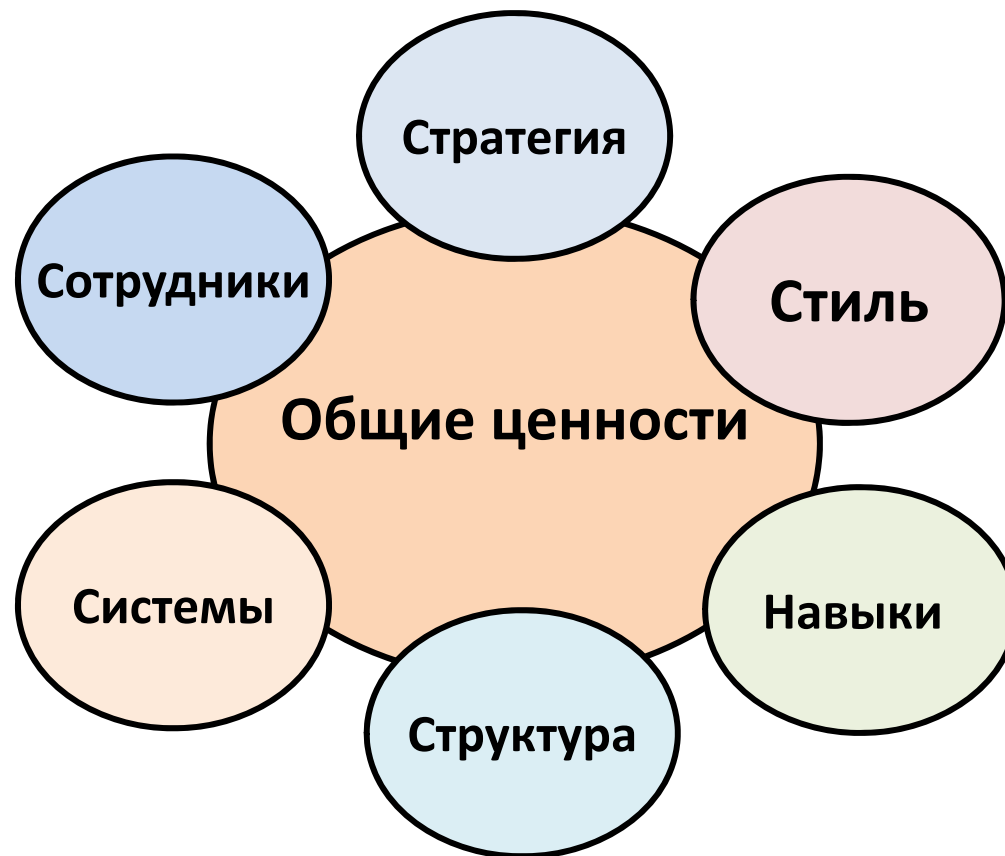 Стратегия
Сотрудники
Стиль
Общие ценности
Системы
Навыки
Структура